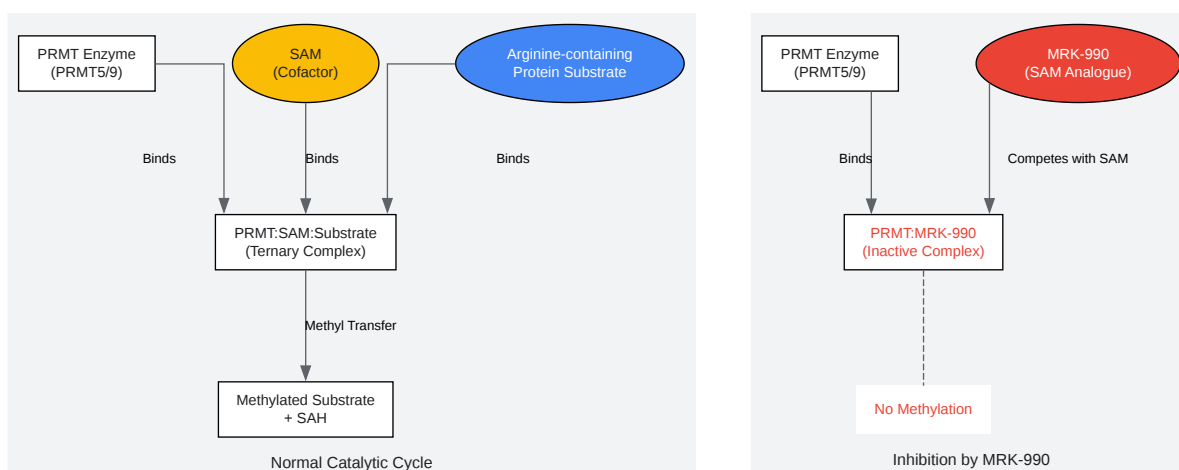 PRMT Enzyme
(PRMT5/9)
SAM
(Cofactor)
Arginine-containing
Protein Substrate
Binds
Binds
Binds
PRMT:SAM:Substrate
(Ternary Complex)
Methyl Transfer
Methylated Substrate
+ SAH
Normal Catalytic Cycle
PRMT Enzyme
(PRMT5/9)
MRK-990
(SAM Analogue)
Binds
Competes with SAM
PRMT:MRK-990
(Inactive Complex)
No Methylation
Inhibition by MRK-990